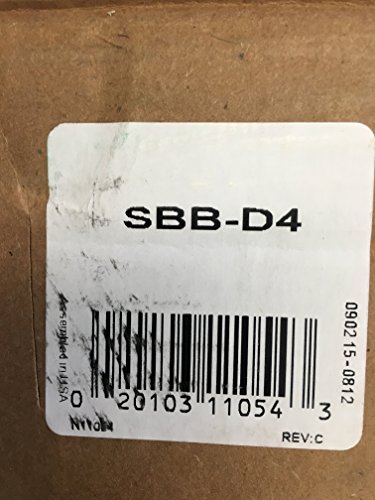 SBB-D4
Assembled in USA
090215-0812
0 20103 11054 3
REV:C